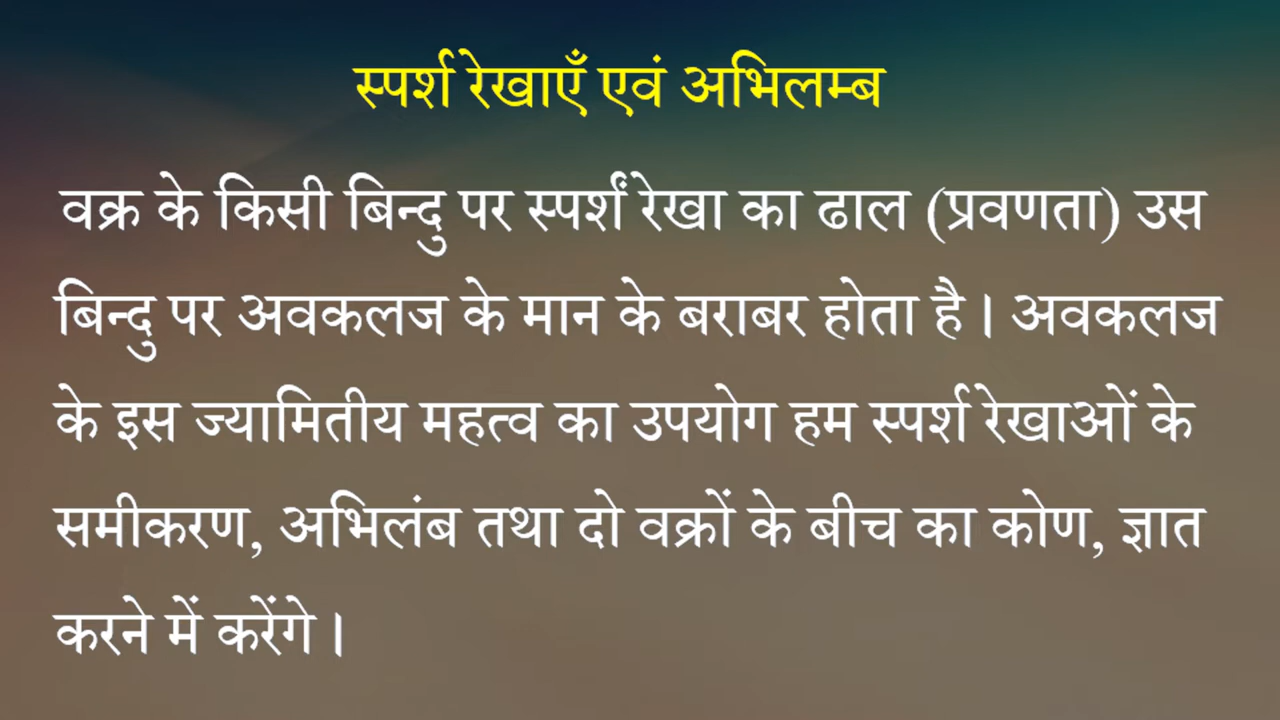 स्पर्श रेखाएँ एवं अभिलम्ब
वक्र के किसी बिन्दु पर स्पर्शं रेखा का ढाल (प्रवणता) उस
बिन्दु पर अवकलज के मान के बराबर होता है । अवकलज
के इस ज्यामितीय महत्व का उपयोग हम स्पर्श रेखाओं के
समीकरण, अभिलंब तथा दो वक्रों के बीच का कोण, ज्ञात
करने में करेंगे ।